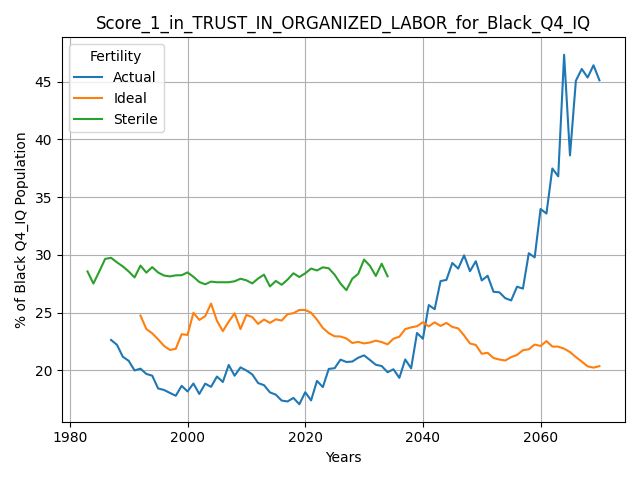 Score_1_in_TRUST_IN_ORGANIZED_LABOR_for_Black_Q4_IQ
Fertility
Actual
Ideal
Sterile
% of Black Q4_IQ Population
45
40
35
30
25
20
1980
2000
2020
2040
2060
Years